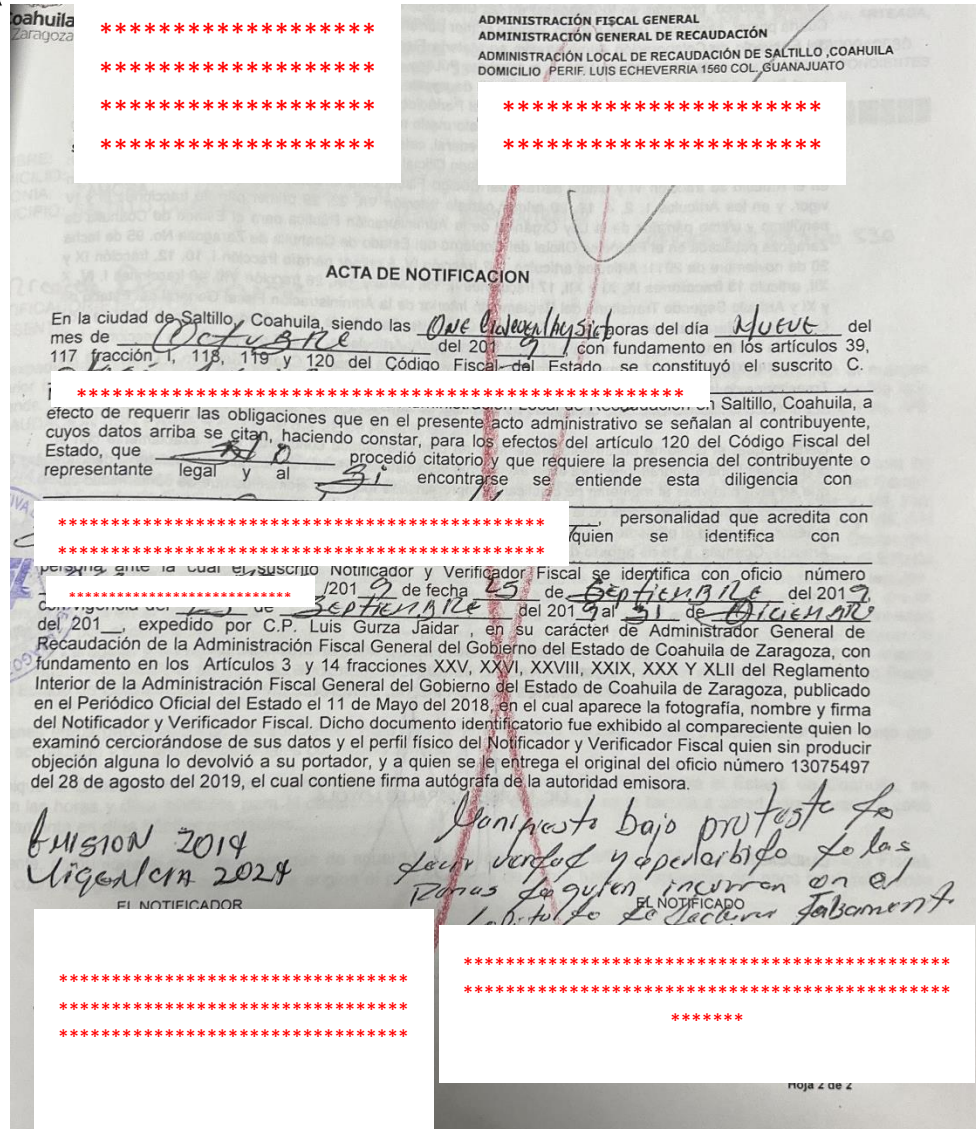 oahuila
Zaragoza
ADMINISTRACIÓN FISCAL GENERAL
ADMINISTRACIÓN GENERAL DE RECAUDACIÓN
ADMINISTRACIÓN LOCAL DE RECAUDACIÓN DE SALTILLO ,COAHUILA
DOMICILIO PERIF. LUIS ECHEVERRIA 1560 COL. GUANAJUATO
ACTA DE NOTIFICACION
En la ciudad de Saltillo, Coahuila, siendo las ONE horas del día NUEVE del
mes de OCTUBRE del 2019, con fundamento en los artículos 39,
117 fracción I, 118, 119 y 120 del Código Fiscal del Estado se constituyó el suscrito C.
en Saltillo, Coahuila, a
efecto de requerir las obligaciones que en el presente acto administrativo se señalan al contribuyente,
cuyos datos arriba se citan, haciendo constar, para los efectos del artículo 120 del Código Fiscal del
Estado, que NO procedió citatorio y que requiere la presencia del contribuyente o
representante legal y al Si encontrarse se entiende esta diligencia con
, personalidad que acredita con
/quien se identifica con
persona ante la cual el suscrito Notificador y Verificador Fiscal se identifica con oficio número
/2019 de fecha 25 de SEPTIEMBRE del 2019,
con vigencia del de SEPTIEMBRE del 2019 al 31 de DICIEMBRE
del 201__, expedido por C.P. Luis Gurza Jaidar , en su carácter de Administrador General de
Recaudación de la Administración Fiscal General del Gobierno del Estado de Coahuila de Zaragoza, con
fundamento en los Artículos 3 y 14 fracciones XXV, XXVI, XXVIII, XXIX, XXX Y XLII del Reglamento
Interior de la Administración Fiscal General del Gobierno del Estado de Coahuila de Zaragoza, publicado
en el Periódico Oficial del Estado el 11 de Mayo del 2018, en el cual aparece la fotografía, nombre y firma
del Notificador y Verificador Fiscal. Dicho documento identificatorio fue exhibido al compareciente quien lo
examinó cerciorándose de sus datos y el perfil físico del Notificador y Verificador Fiscal quien sin producir
objeción alguna lo devolvió a su portador, y a quien se le entrega el original del oficio número 13075497
del 28 de agosto del 2019, el cual contiene firma autógrafa de la autoridad emisora.
EMISION 2014
VIGENCIA 2024
Manifiesto bajo protesta de
decir verdad y apercibido de las
Penas de quien incurren en el
de declarar falsament
EL NOTIFICADOR
EL NOTIFICADO
Hoja 2 de 2